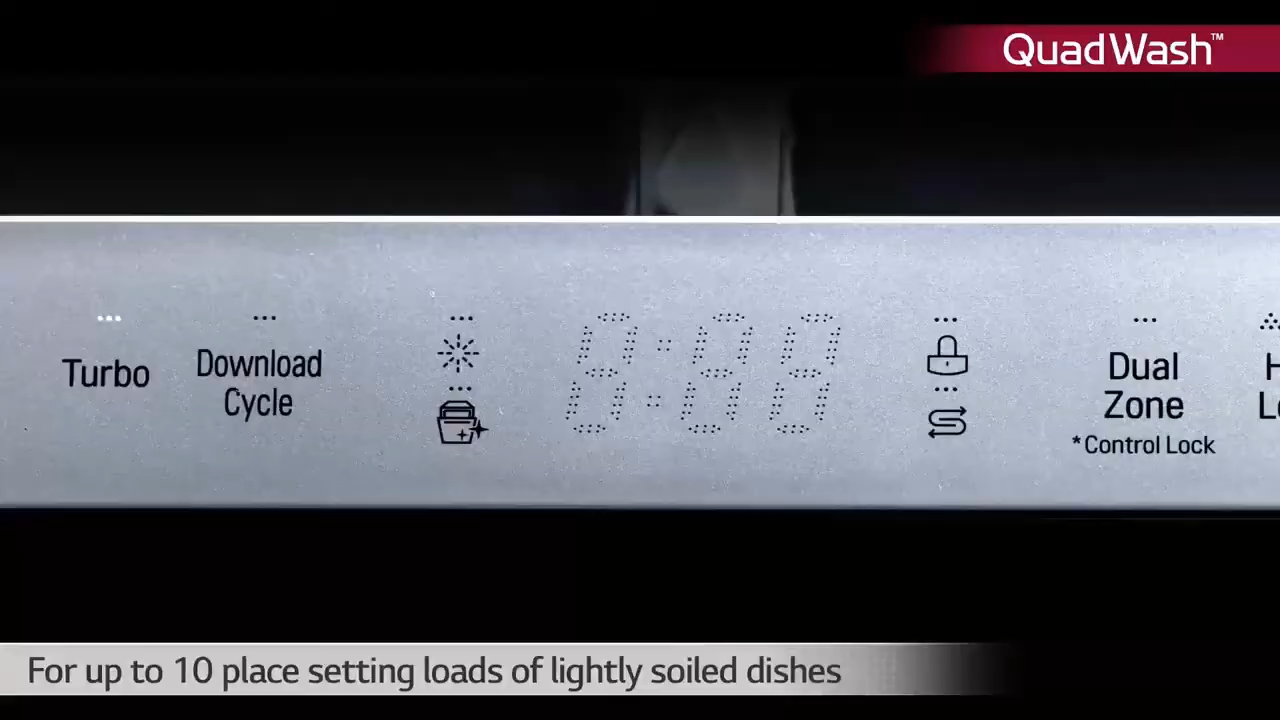 QuadWash™
Turbo
Download
Cycle
Dual
Zone
*Control Lock
For up to 10 place setting loads of lightly soiled dishes